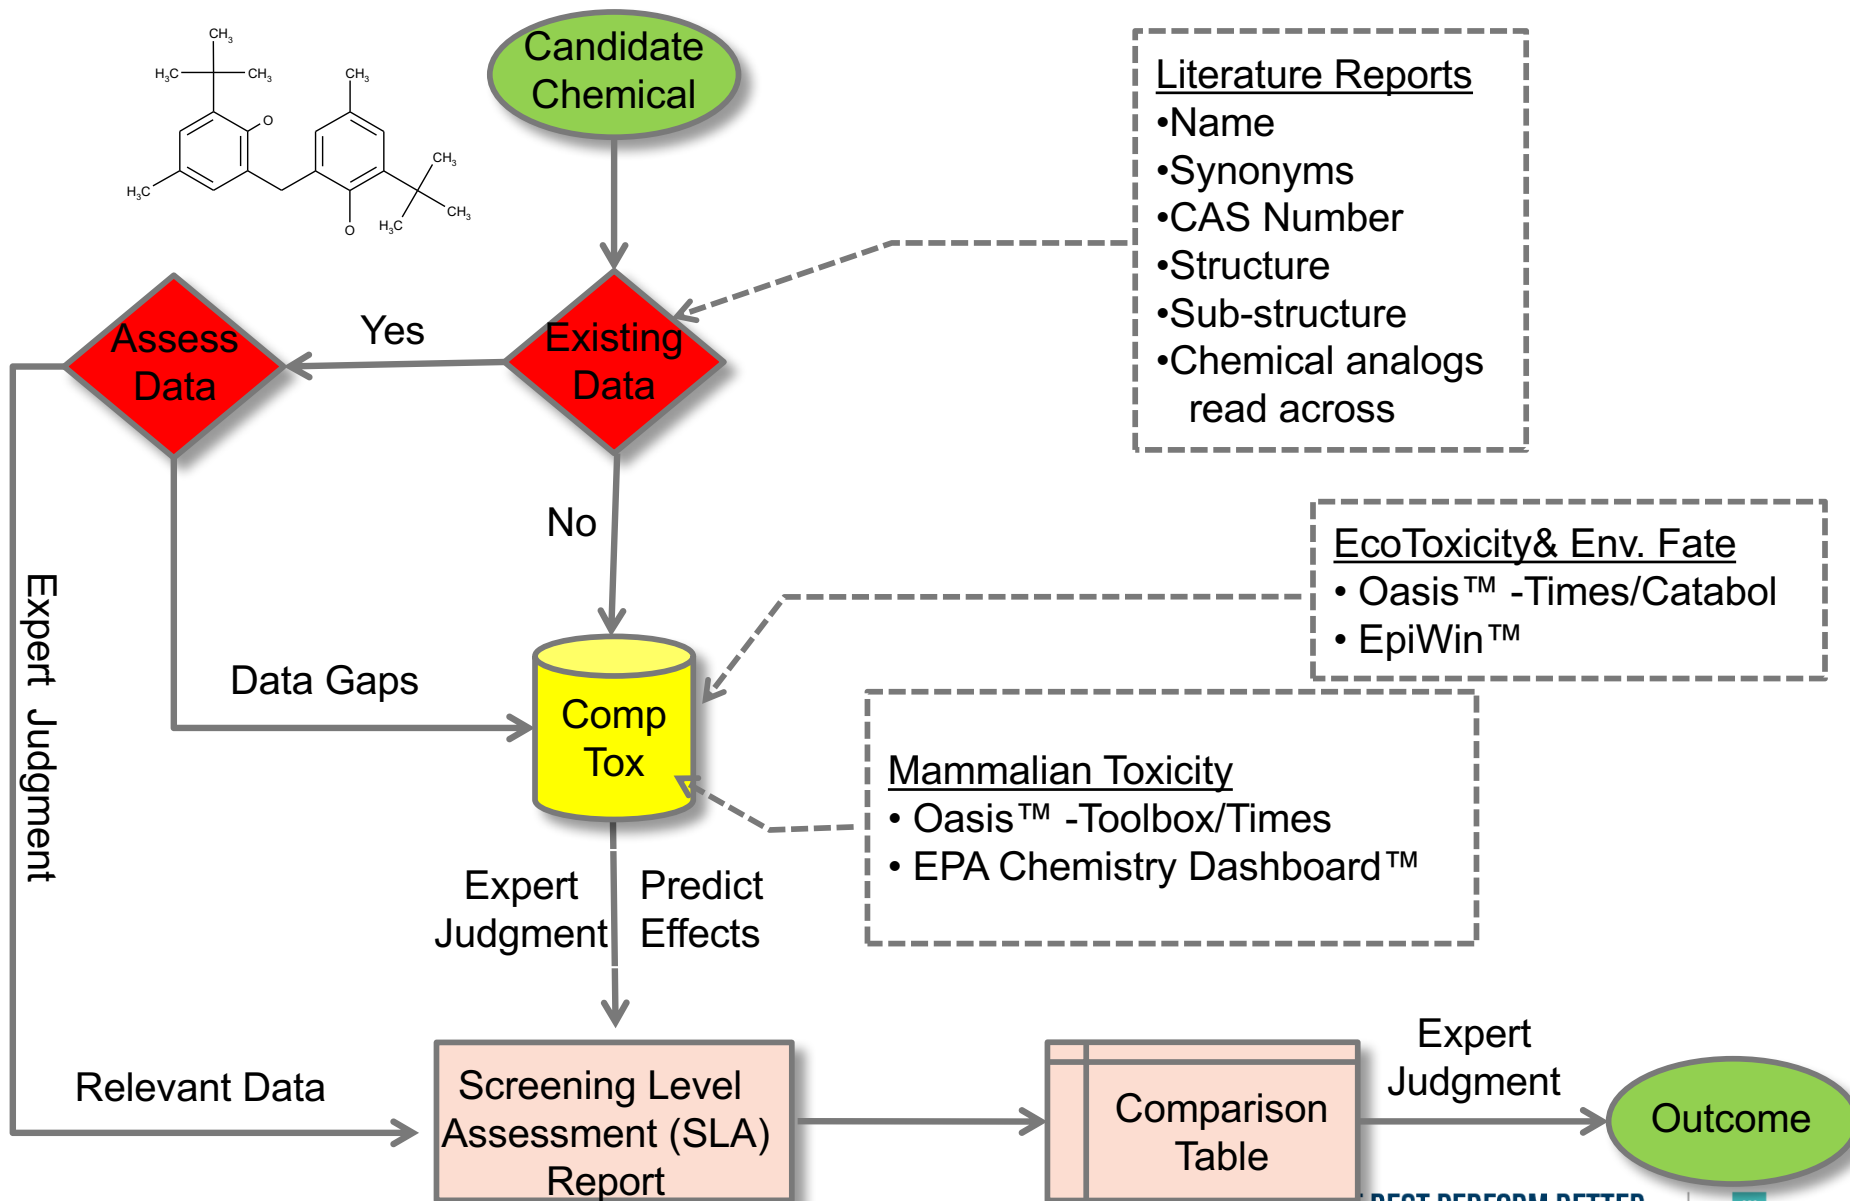 CH₃
H₃C
CH₃
O
H₃C
CH₃
CH₃
CH₃
H₃C
O
Candidate
Chemical
Literature Reports
•Name
•Synonyms
•CAS Number
•Structure
•Sub-structure
•Chemical analogs
read across
Assess
Data
Yes
Existing
Data
No
EcoToxicity& Env. Fate
• Oasis™ -Times/Catabol
• EpiWin™
Expert Judgment
Data Gaps
Comp
Tox
Mammalian Toxicity
• Oasis™ -Toolbox/Times
• EPA Chemistry Dashboard™
Expert
Judgment
Predict
Effects
Relevant Data
Screening Level
Assessment (SLA)
Report
Comparison
Table
Expert
Judgment
Outcome
BEST PERFORM BETTER